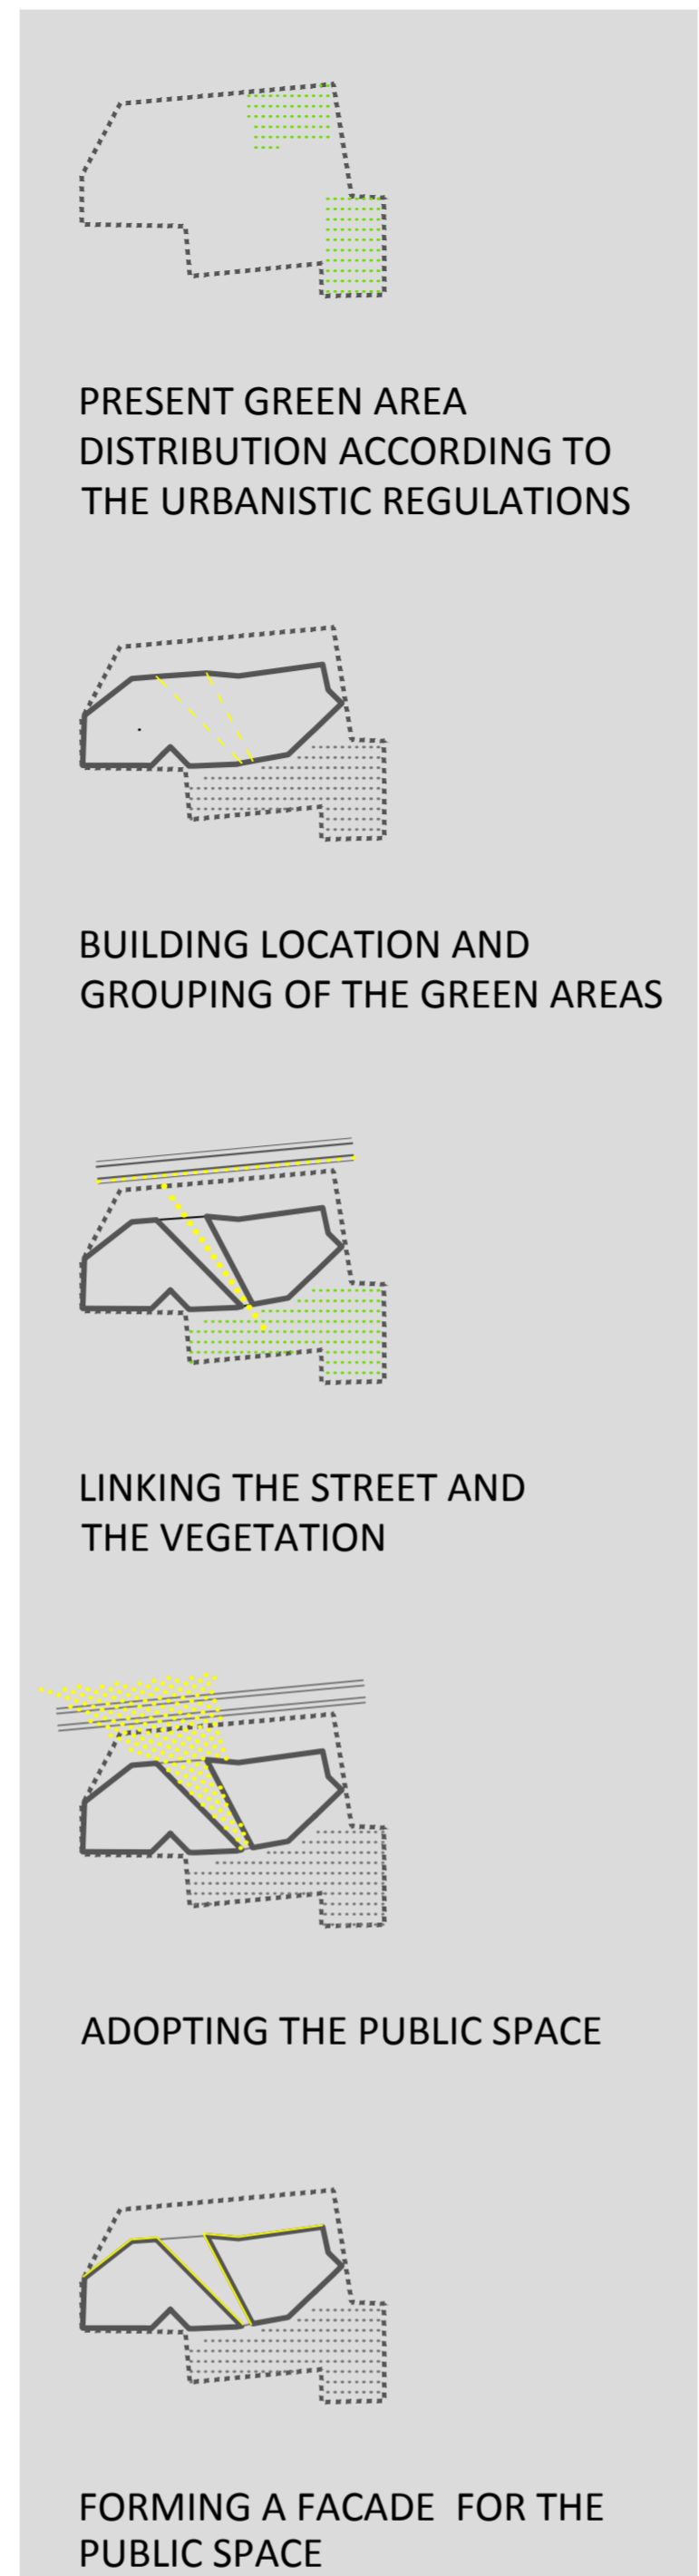 PRESENT GREEN AREA
DISTRIBUTION ACCORDING TO
THE URBANISTIC REGULATIONS
BUILDING LOCATION AND
GROUPING OF THE GREEN AREAS
LINKING THE STREET AND
THE VEGETATION
ADOPTING THE PUBLIC SPACE
FORMING A FACADE  FOR THE
PUBLIC SPACE